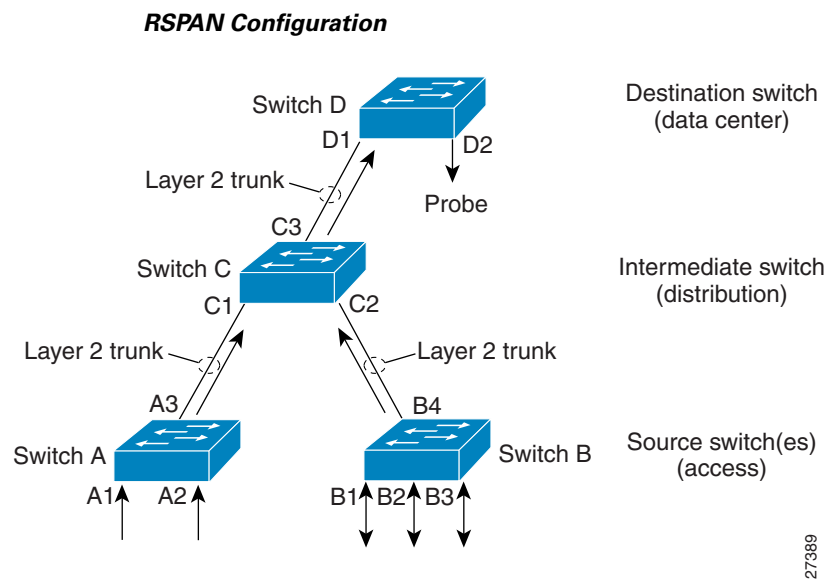 RSPAN Configuration
Switch D
Destination switch
(data center)
D1
D2
Layer 2 trunk
Probe
C3
Switch C
Intermediate switch
(distribution)
C1
C2
Layer 2 trunk
Layer 2 trunk
A3
B4
Switch A
Switch B
Source switch(es)
(access)
A1
A2
B1
B2
B3
27389